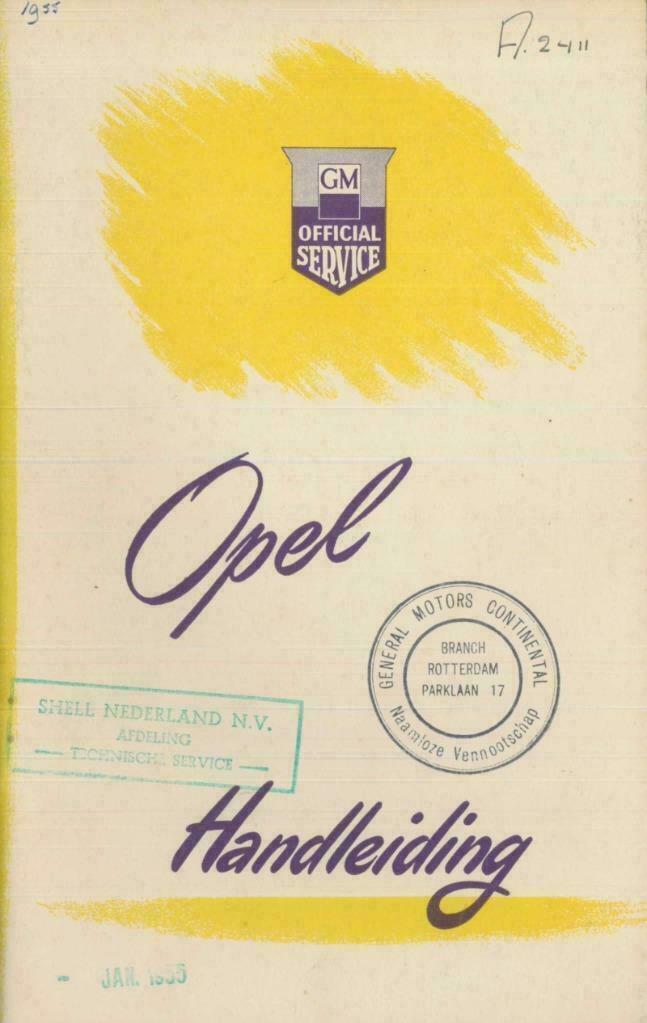 1955
A. 2411
GM
OFFICIAL
SERVICE
Opel
GENERAL MOTORS CONTINENTAL
BRANCH
ROTTERDAM
PARKLAAN 17
Naamloze Vennootschap
SHELL NEDERLAND N.V.
AFDELING
— TECHNISCHE SERVICE —
Handleiding
- JAN. 1955